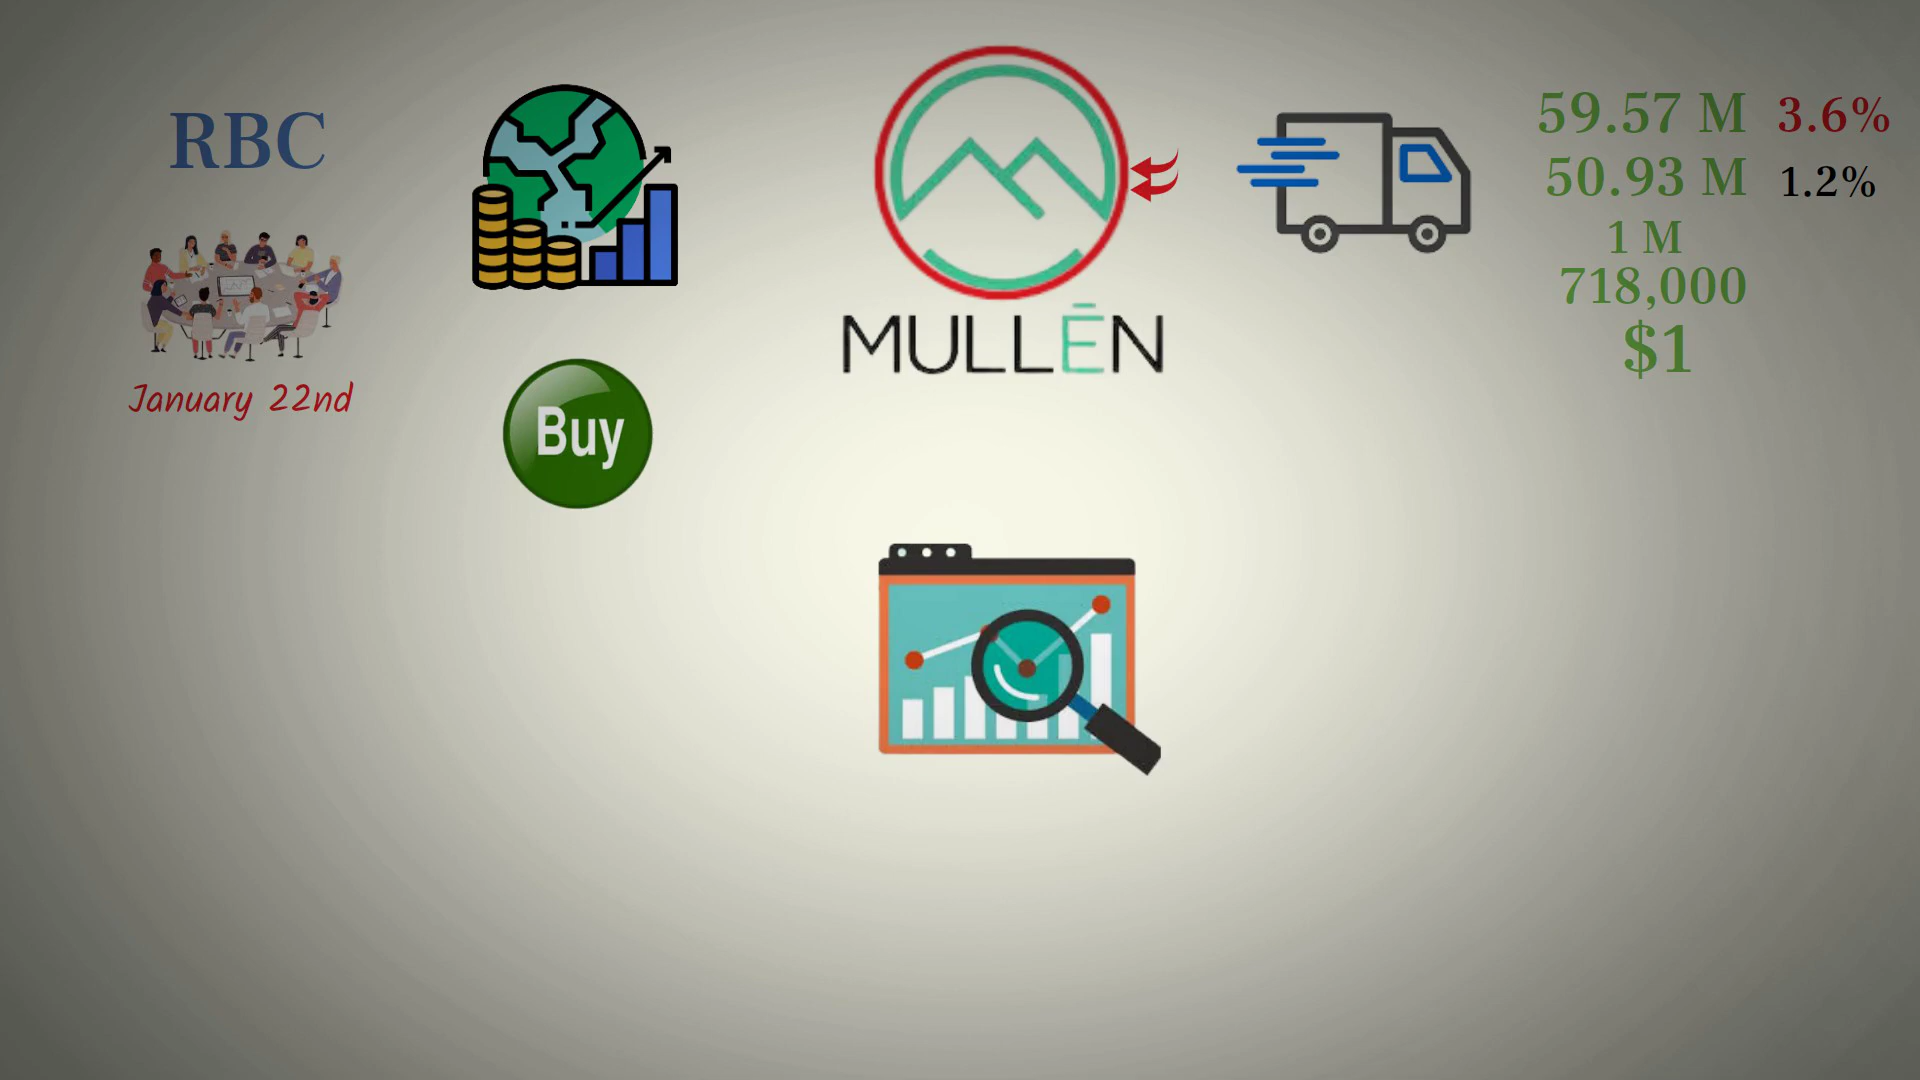 RBC
January 22nd
Buy
MULLĒN
59.57 M 3.6%
50.93 M 1.2%
1 M
718,000
$1